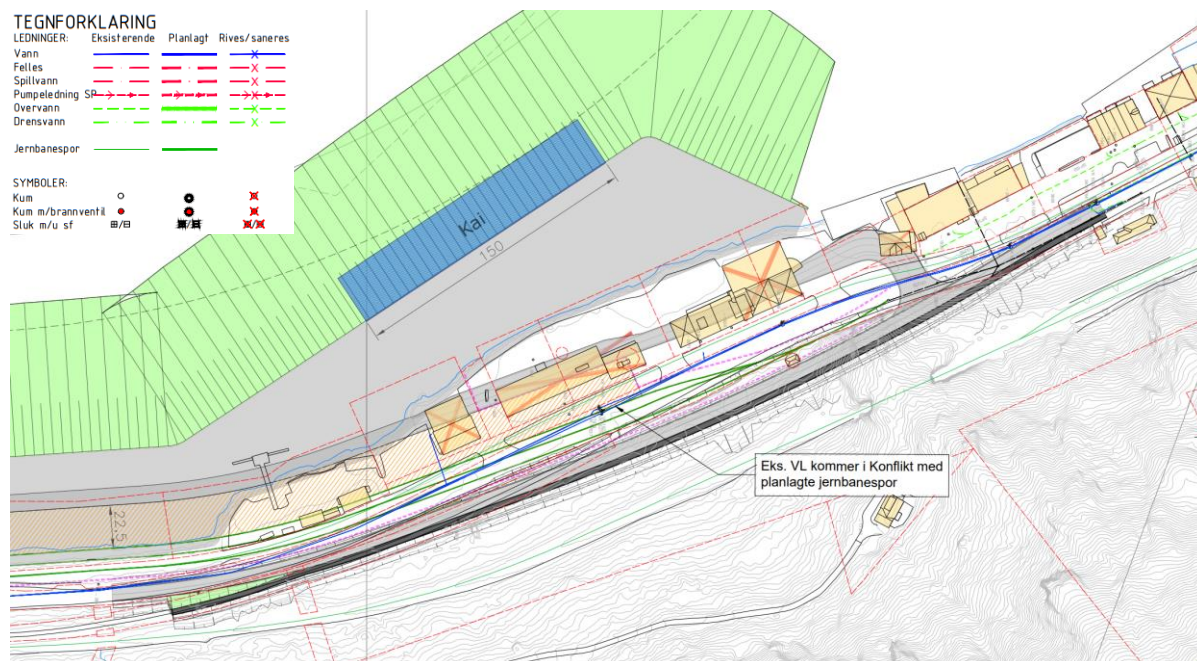 TEGNFORKLARING
LEDNINGER: Eksisterende Planlagt Rives/saneres
Vann
Felles
Spillvann
Pumpeledning SP
Overvann
Drensvann
Jernbanespor
SYMBOLER:
Kum
Kum m/brannventil
Sluk m/u sf
Kai
150
Eks. VL kommer i Konflikt med
planlagte jernbanespor
22,5